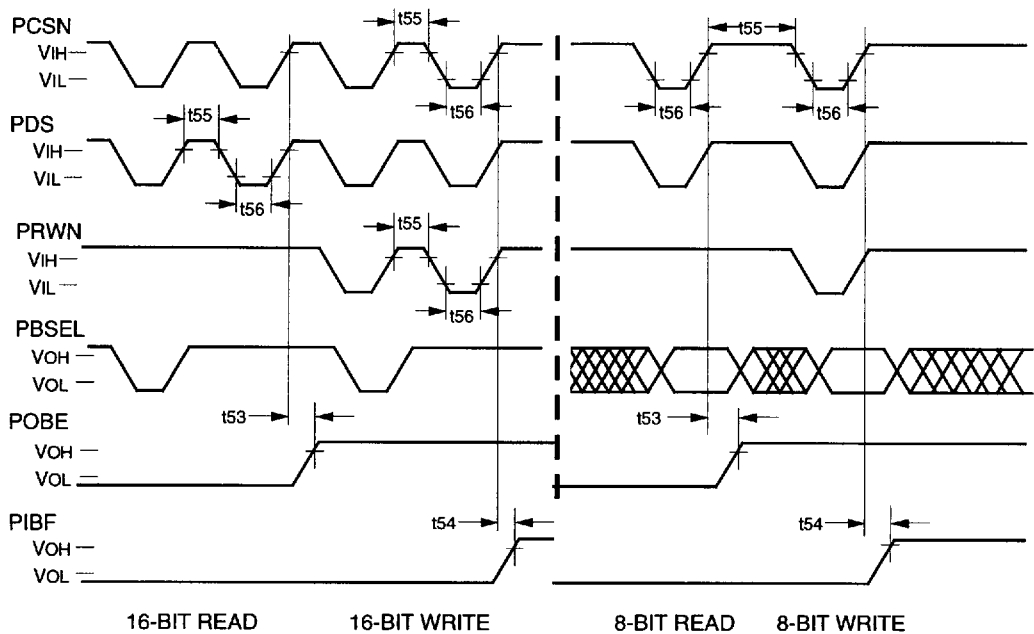 PCSN
VIH
VIL
t55
t56
t55
t56
t56
PDS
VIH
VIL
t55
t56
PRWN
VIH
VIL
t55
t56
PBSEL
VOH
VOL
POBE
VOH
VOL
t53
t53
PIBF
VOH
VOL
t54
t54
16-BIT READ
16-BIT WRITE
8-BIT READ
8-BIT WRITE